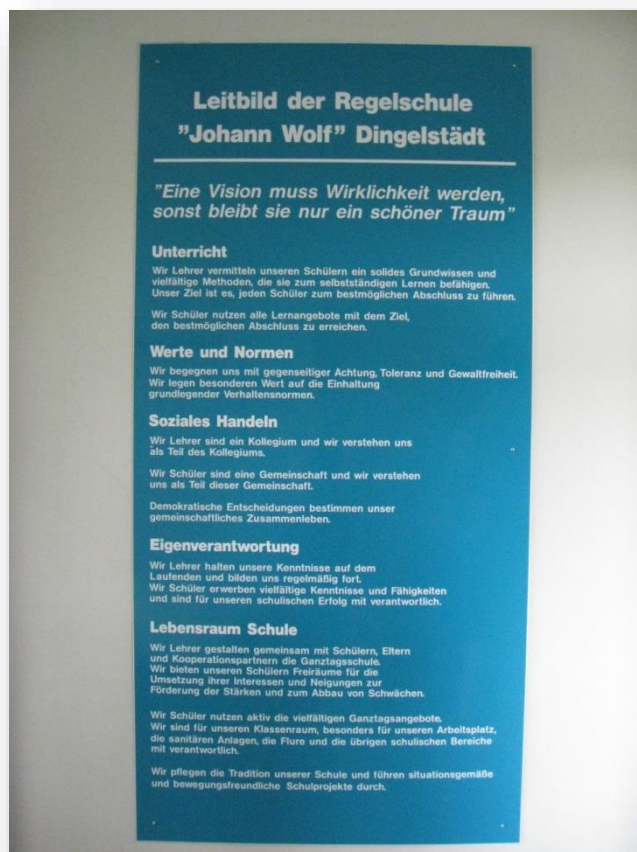 Leitbild der Regelschule
"Johann Wolf" Dingelstädt
"Eine Vision muss Wirklichkeit werden,
sonst bleibt sie nur ein schöner Traum"
Unterricht
Wir Lehrer vermitteln unseren Schülern ein solides Grundwissen und
vielfältige Methoden, die sie zum selbstständigen Lernen befähigen.
Unser Ziel ist es, jeden Schüler zum bestmöglichen Abschluss zu führen.
Wir Schüler nutzen alle Lernangebote mit dem Ziel,
den bestmöglichen Abschluss zu erreichen.
Werte und Normen
Wir begegnen uns mit gegenseitiger Achtung, Toleranz und Gewaltfreiheit.
Wir legen besonderen Wert auf die Einhaltung
grundlegender Verhaltensnormen.
Soziales Handeln
Wir Lehrer sind ein Kollegium und wir verstehen uns
als Teil des Kollegiums.
Wir Schüler sind eine Gemeinschaft und wir verstehen
uns als Teil dieser Gemeinschaft.
Demokratische Entscheidungen bestimmen unser
gemeinschaftliches Zusammenleben.
Eigenverantwortung
Wir Lehrer halten unsere Kenntnisse auf dem
Laufenden und bilden uns regelmäßig fort.
Wir Schüler erwerben vielfältige Kenntnisse und Fähigkeiten
und sind für unseren schulischen Erfolg mit verantwortlich.
Lebensraum Schule
Wir Lehrer gestalten gemeinsam mit Schülern, Eltern
und Kooperationspartnern die Ganztagsschule.
Wir bieten unseren Schülern Freiräume für die
Umsetzung ihrer Interessen und Neigungen zur
Förderung der Stärken und zum Abbau von Schwächen.
Wir Schüler nutzen aktiv die vielfältigen Ganztagsangebote.
Wir sind für unseren Klassenraum, besonders für unseren Arbeitsplatz,
die sanitären Anlagen, die Flure und die übrigen schulischen Bereiche
mit verantwortlich.
Wir pflegen die Tradition unserer Schule und führen situationsgemäße
und bewegungsfreundliche Schulprojekte durch.